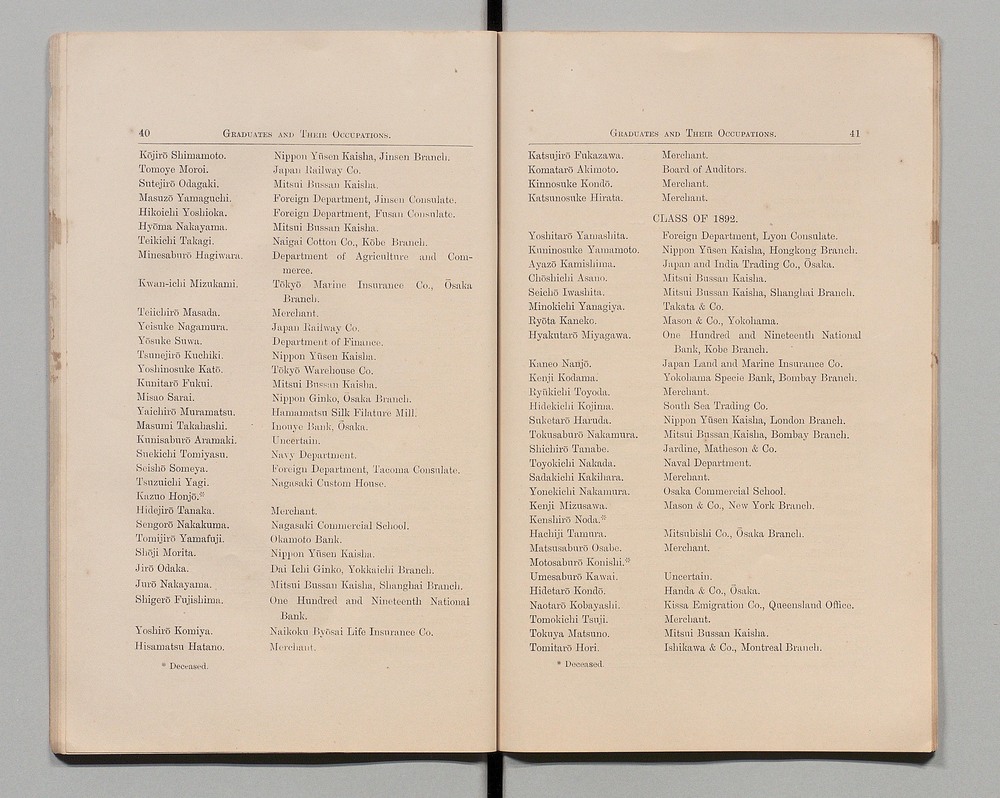 40 GRADUATES AND THEIR OCCUPATIONS.
Kōjirō Shimamoto. Nippon Yūsen Kaisha, Jinsen Branch.
Tomoye Moroi. Japan Railway Co.
Sutejirō Odagaki. Mitsui Bussan Kaisha.
Masuzō Yamaguchi. Foreign Department, Jinsen Consulate.
Hikoichi Yoshioka. Foreign Department, Fusan Consulate.
Hyōma Nakayama. Mitsui Bussan Kaisha.
Teikichi Takagi. Naigai Cotton Co., Kōbe Branch.
Minesaburō Hagiwara. Department of Agriculture and Com-
merce.
Kwan-ichi Mizukami. Tōkyō Marine Insurance Co., Ōsaka
Branch.
Teiichirō Masada. Merchant.
Yeisuke Nagamura. Japan Railway Co.
Yōsuke Suwa. Department of Finance.
Tsunejirō Kuchiki. Nippon Yūsen Kaisha.
Yoshinosuke Katō. Tōkyō Warehouse Co.
Kunitarō Fukui. Mitsui Bussan Kaisha.
Misao Sarai. Nippon Ginko, Ōsaka Branch.
Yaichirō Muramatsu. Hamamatsu Silk Filature Mill.
Masumi Takahashi. Inouye Bank, Ōsaka.
Kunisaburō Aramaki. Uncertain.
Suekichi Tomiyasu. Navy Department.
Seishō Someya. Foreign Department, Tacoma Consulate.
Tsuzuichi Yagi. Nagasaki Custom House.
Kazuo Honjō.*
Hidejirō Tanaka. Merchant.
Sengorō Nakakuma. Nagasaki Commercial School.
Tomijirō Yamafuji. Okamoto Bank.
Shōji Morita. Nippon Yūsen Kaisha.
Jirō Odaka. Dai Ichi Ginko, Yokkaichi Branch.
Jurō Nakayama. Mitsui Bussan Kaisha, Shanghai Branch.
Shigerō Fujishima. One Hundred and Nineteenth National
Bank.
Yoshirō Komiya. Naikoku Byōsai Life Insurance Co.
Hisamatsu Hatano. Merchant.
* Deceased.
GRADUATES AND THEIR OCCUPATIONS. 41
Katsujirō Fukazawa. Merchant.
Komatarō Akimoto. Board of Auditors.
Kinnosuke Kondō. Merchant.
Katsunosuke Hirata. Merchant.
CLASS OF 1892.
Yoshitarō Yamashita. Foreign Department, Lyon Consulate.
Kuninosuke Yamamoto. Nippon Yūsen Kaisha, Hongkong Branch.
Ayazō Kamishima. Japan and India Trading Co., Ōsaka.
Chōshichi Asano. Mitsui Bussan Kaisha.
Seichō Iwashita. Mitsui Bussan Kaisha, Shanghai Branch.
Minokichi Yanagiya. Takata & Co.
Ryōta Kaneko. Mason & Co., Yokohama.
Hyakutarō Miyagawa. One Hundred and Nineteenth National
Bank, Kobe Branch.
Kaneo Nanjō. Japan Land and Marine Insurance Co.
Kenji Kodama. Yokohama Specie Bank, Bombay Branch.
Ryūkichi Toyoda. Merchant.
Hidekichi Kojima. South Sea Trading Co.
Suketarō Haruda. Nippon Yūsen Kaisha, London Branch.
Tokusaburō Nakamura. Mitsui Bussan Kaisha, Bombay Branch.
Shichirō Tanabe. Jardine, Matheson & Co.
Toyokichi Nakada. Naval Department.
Sadakichi Kakihara. Merchant.
Yonekichi Nakamura. Osaka Commercial School.
Kenji Mizusawa. Mason & Co., New York Branch.
Kenshirō Noda.*
Hachiji Tamura. Mitsubishi Co., Ōsaka Branch.
Matsusaburō Osabe. Merchant.
Motosaburō Konishi.*
Umesaburō Kawai. Uncertain.
Hidetarō Kondō. Handa & Co., Ōsaka.
Naotarō Kobayashi. Kissa Emigration Co., Queensland Office.
Tomokichi Tsuji. Merchant.
Tokuya Matsuno. Mitsui Bussan Kaisha.
Tomitarō Hori. Ishikawa & Co., Montreal Branch.
* Deceased.